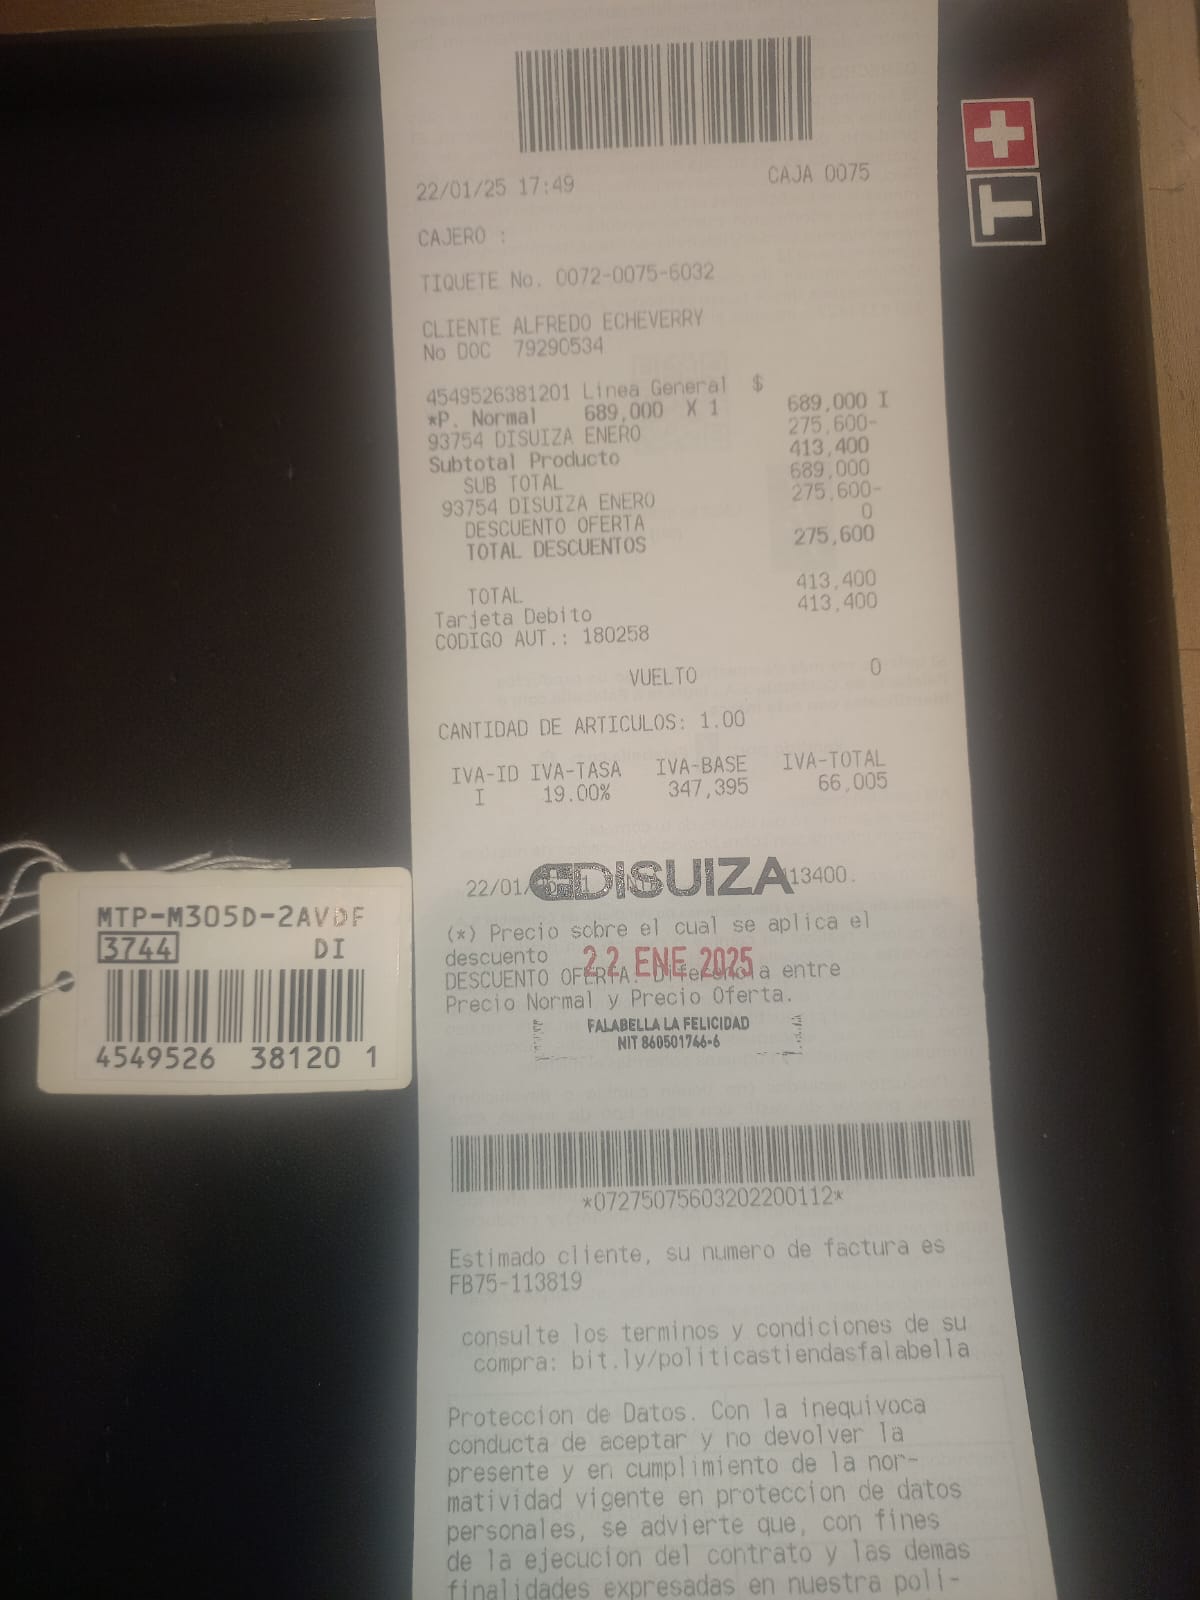 22/01/25 17:49 CAJA 0075
CAJERO :
TIQUETE No. 0072-0075-6032
CLIENTE ALFREDO ECHEVERRY
No DOC 79290534
4549526381201 Linea General $
*P. Normal 689,000 X 1 689,000 I
93754 DISUIZA ENERO 275,600-
Subtotal Producto 413,400
SUB TOTAL 689,000
93754 DISUIZA ENERO 275,600-
DESCUENTO OFERTA 0
TOTAL DESCUENTOS 275,600
TOTAL 413,400
Tarjeta Debito 413,400
CODIGO AUT.: 180258
VUELTO 0
CANTIDAD DE ARTICULOS: 1.00
IVA-ID IVA-TASA IVA-BASE IVA-TOTAL
I 19.00% 347,395 66,005
22/01/ DISUIZA 13400.
(*) Precio sobre el cual se aplica el
descuento
22 ENE 2025
DESCUENTO OFERTA. Diferencia entre
Precio Normal y Precio Oferta.
FALABELLA LA FELICIDAD
NIT 860501746-6
*07275075603202200112*
Estimado cliente, su numero de factura es
FB75-113819
consulte los terminos y condiciones de su
compra: bit.ly/politicastiendasfalabella
Proteccion de Datos. Con la inequivoca
conducta de aceptar y no devolver la
presente y en cumplimiento de la nor-
matividad vigente en proteccion de datos
personales, se advierte que, con fines
de la ejecucion del contrato y las demas
finalidades expresadas en nuestra poli-
MTP-M305D-2AVDF
3744 DI
4549526 38120 1
T